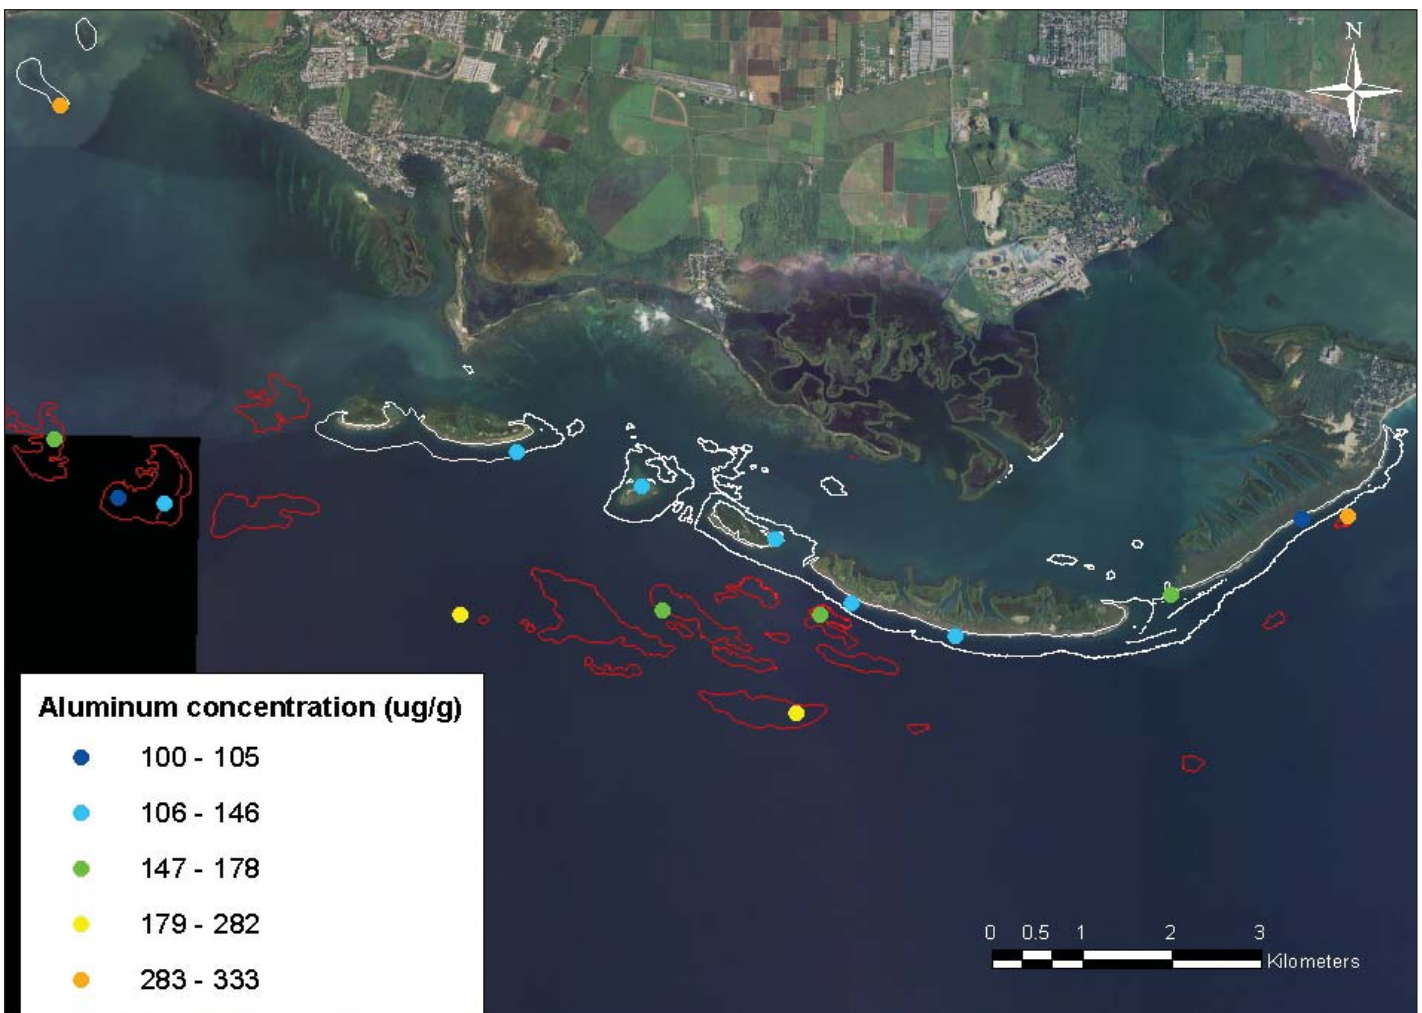 N
Aluminum concentration (ug/g)
100 - 105
106 - 146
147 - 178
179 - 282
283 - 333
0 0.5 1 2 3
Kilometers